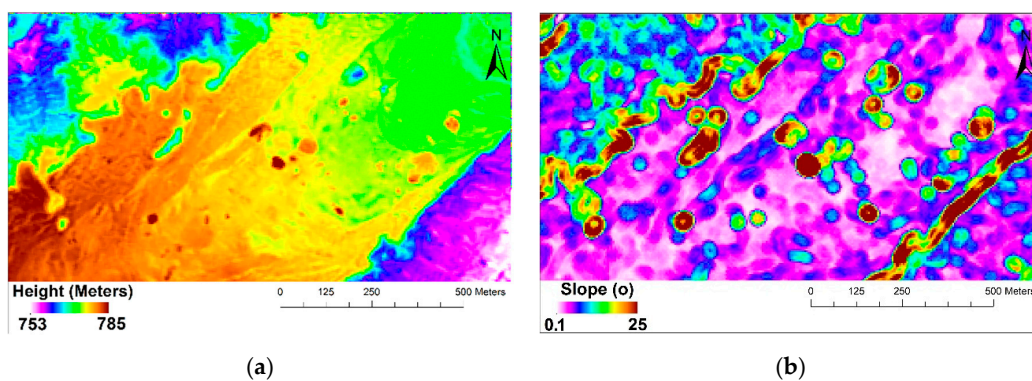 N
Height (Meters)
753 785
0 125 250 500 Meters
(a)
N
Slope (o)
0.1 25
0 125 250 500 Meters
(b)